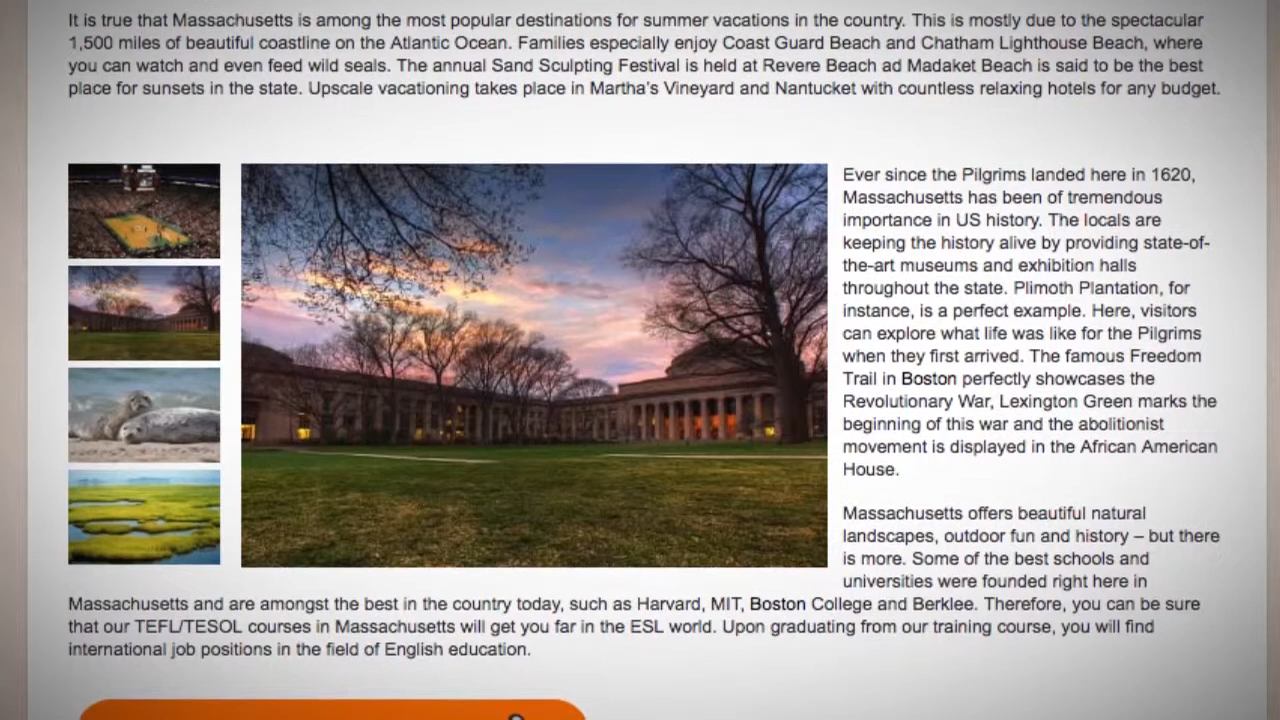 It is true that Massachusetts is among the most popular destinations for summer vacations in the country. This is mostly due to the spectacular
1,500 miles of beautiful coastline on the Atlantic Ocean. Families especially enjoy Coast Guard Beach and Chatham Lighthouse Beach, where
you can watch and even feed wild seals. The annual Sand Sculpting Festival is held at Revere Beach ad Madaket Beach is said to be the best
place for sunsets in the state. Upscale vacationing takes place in Martha's Vineyard and Nantucket with countless relaxing hotels for any budget.
Ever since the Pilgrims landed here in 1620,
Massachusetts has been of tremendous
importance in US history. The locals are
keeping the history alive by providing state-of-
the-art museums and exhibition halls
throughout the state. Plimoth Plantation, for
instance, is a perfect example. Here, visitors
can explore what life was like for the Pilgrims
when they first arrived. The famous Freedom
Trail in Boston perfectly showcases the
Revolutionary War, Lexington Green marks the
beginning of this war and the abolitionist
movement is displayed in the African American
House.
Massachusetts offers beautiful natural
landscapes, outdoor fun and history – but there
is more. Some of the best schools and
universities were founded right here in
Massachusetts and are amongst the best in the country today, such as Harvard, MIT, Boston College and Berklee. Therefore, you can be sure
that our TEFL/TESOL courses in Massachusetts will get you far in the ESL world. Upon graduating from our training course, you will find
international job positions in the field of English education.